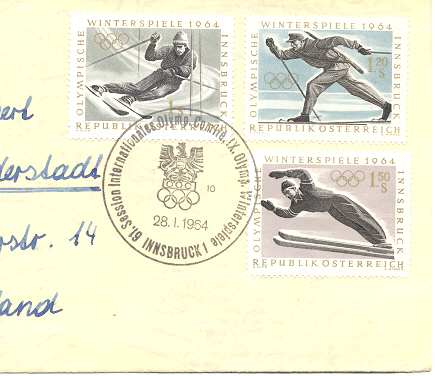 OLYMPISCHE
WINTERSPIELE 1964
INNSBRUCK
REPUBLIK ÖSTERREICH
OLYMPISCHE
WINTERSPIELE 1964
INNSBRUCK
1.20
S
REPUBLIK ÖSTERREICH
OLYMPISCHE
WINTERSPIELE 1964
INNSBRUCK
1.50
S
REPUBLIK ÖSTERREICH
61. Session Internationales Olymp. Comité, IX. Olymp. Winterspiele
10
28.I.1964
INNSBRUCK 1
ert
derstadt
rstr. 14
land